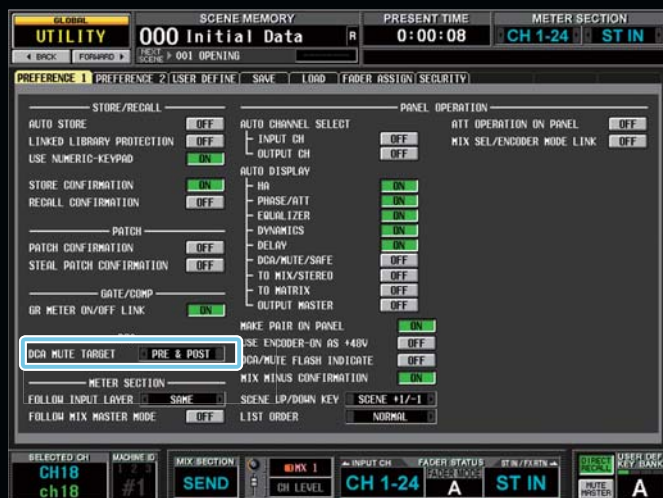 GLOBAL
UTILITY
SCENE MEMORY
000 Initial Data
R
PRESENT TIME
0:00:08
METER SECTION
CH 1-24
ST IN
BACK
FORWARD
NEXT SCENE
001 OPENING
PREFERENCE 1
PREFERENCE 2
USER DEFINE
SAVE
LOAD
FADER ASSIGN
SECURITY
STORE/RECALL
AUTO STORE OFF
LINKED LIBRARY PROTECTION OFF
USE NUMERIC-KEYPAD ON
STORE CONFIRMATION ON
RECALL CONFIRMATION OFF
PATCH
PATCH CONFIRMATION OFF
STEAL PATCH CONFIRMATION OFF
GATE/COMP
GR METER ON/OFF LINK ON
DCA MUTE TARGET PRE & POST
METER SECTION
FOLLOW INPUT LAYER SAME
FOLLOW MIX MASTER MODE OFF
PANEL OPERATION
AUTO CHANNEL SELECT
INPUT CH OFF
OUTPUT CH OFF
AUTO DISPLAY
HA ON
PHASE/ATT ON
EQUALIZER ON
DYNAMICS ON
DELAY ON
DCA/MUTE/SAFE OFF
TO MIX/STEREO OFF
TO MATRIX OFF
OUTPUT MASTER OFF
MAKE PAIR ON PANEL ON
USE ENCODER-ON AS +48V OFF
DCA/MUTE FLASH INDICATE OFF
MIX MINUS CONFIRMATION ON
SCENE UP/DOWN KEY SCENE +1/-1
LIST ORDER NORMAL
ATT OPERATION ON PANEL OFF
MIX SEL/ENCODER MODE LINK OFF
SELECTED CH
CH18
ch18
MACHINE ID
1 2 3
#1
MIX SECTION
SEND
MIX 1
CH LEVEL
INPUT CH
CH 1-24
FADER STATUS
FADER MODE
A
ST IN/FX RTN
ST IN
DIRECT RECALL
MUTE MASTER
USER DEF KEY BANK
A